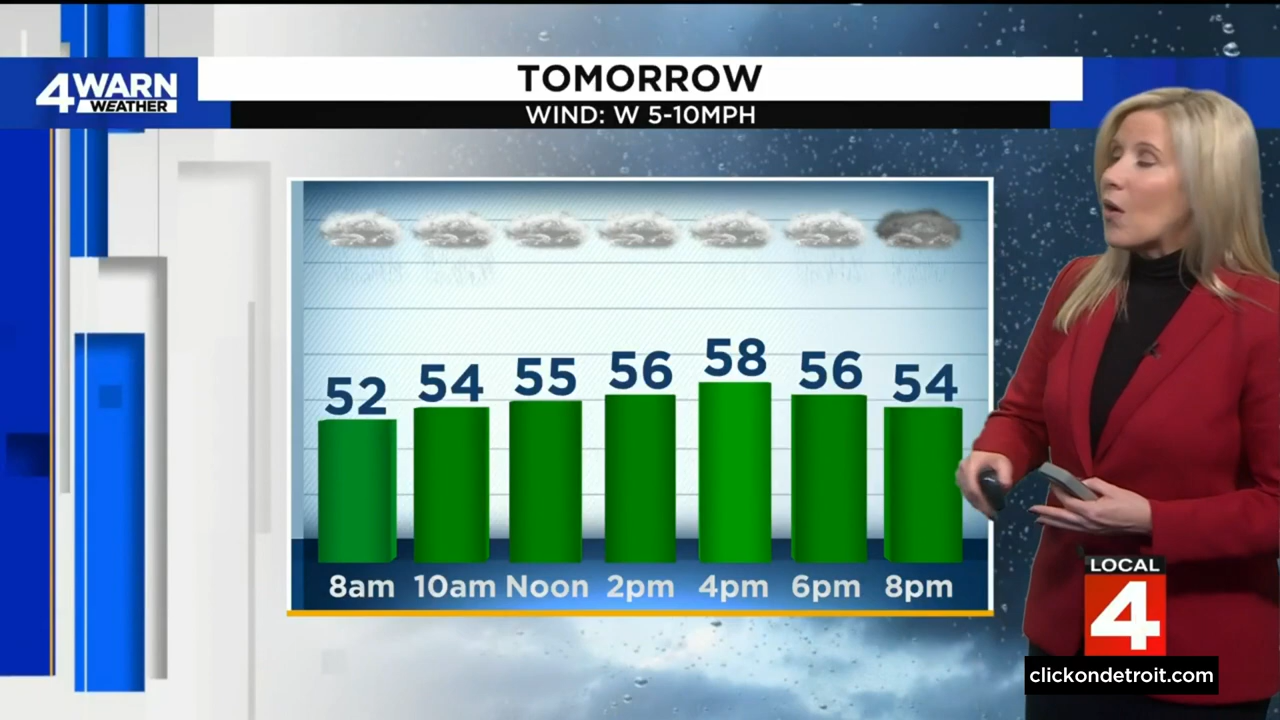 4WARN
WEATHER
TOMORROW
WIND: W 5-10MPH
52 54 55 56 58 56 54
8am 10am Noon 2pm 4pm 6pm 8pm
LOCAL
4
clickondetroit.com